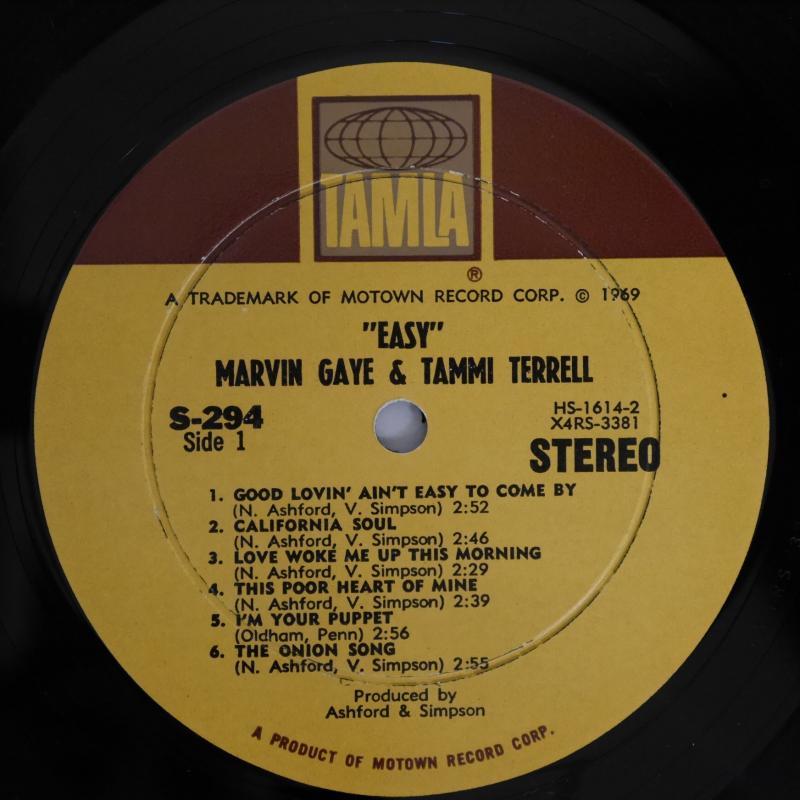 TAMLA
®
A TRADEMARK OF MOTOWN RECORD CORP. © 1969
"EASY"
MARVIN GAYE & TAMMI TERRELL
S-294
Side 1
HS-1614-2
X4RS-3381
STEREO
1. GOOD LOVIN' AIN'T EASY TO COME BY
(N. Ashford, V. Simpson) 2:52
2. CALIFORNIA SOUL
(N. Ashford, V. Simpson) 2:46
3. LOVE WOKE ME UP THIS MORNING
(N. Ashford, V. Simpson) 2:29
4. THIS POOR HEART OF MINE
(N. Ashford, V. Simpson) 2:39
5. I'M YOUR PUPPET
(Oldham, Penn) 2:56
6. THE ONION SONG
(N. Ashford, V. Simpson) 2:55
Produced by
Ashford & Simpson
A PRODUCT OF MOTOWN RECORD CORP.